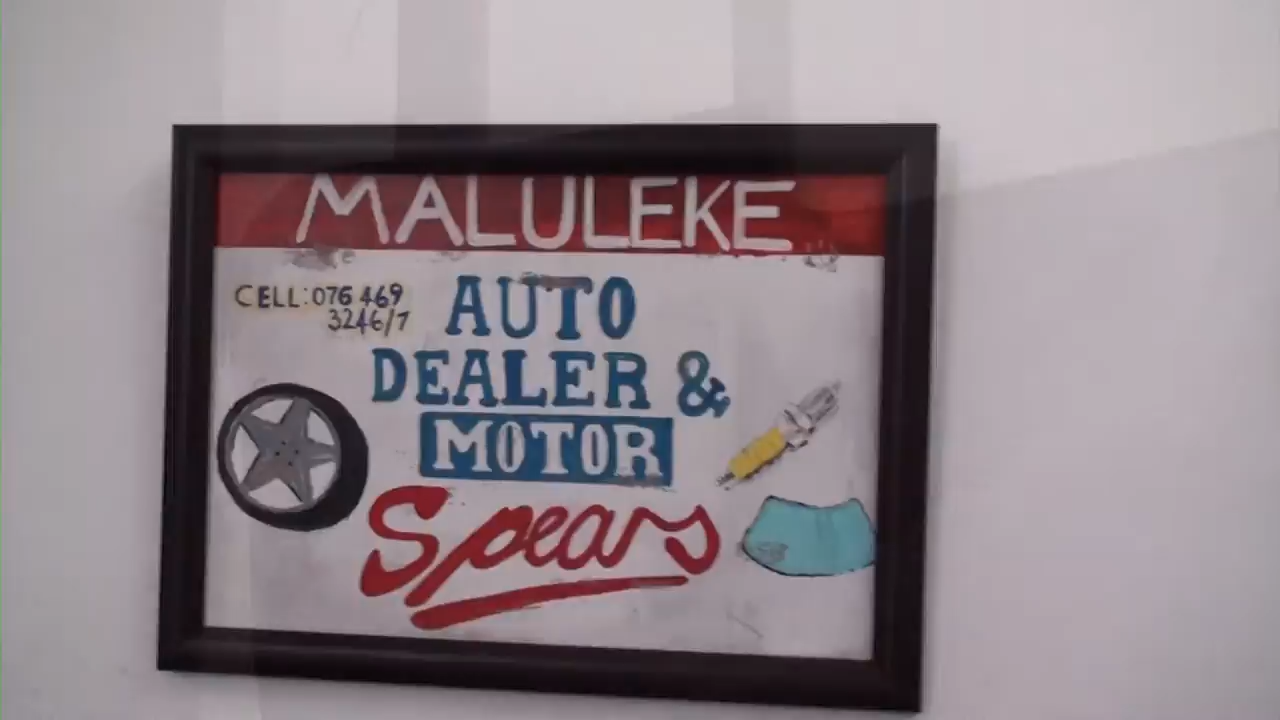 MALULEKE
CELL:076 469
3246/7
AUTO
DEALER &
MOTOR
Spears